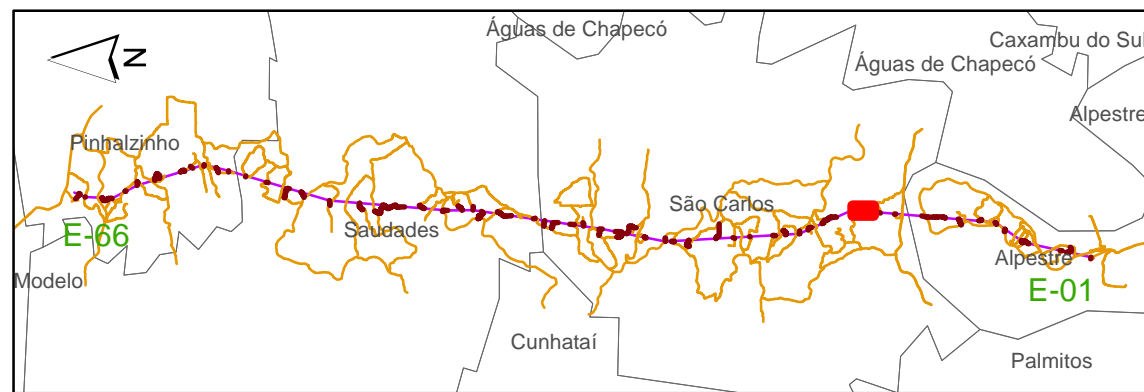 Águas de Chapecó
Caxambu do Sul
N
Águas de Chapecó
Alpestre
Pinhalzinho
São Carlos
E-66
Saudades
Alpestre
Modelo
E-01
Cunhataí
Palmitos